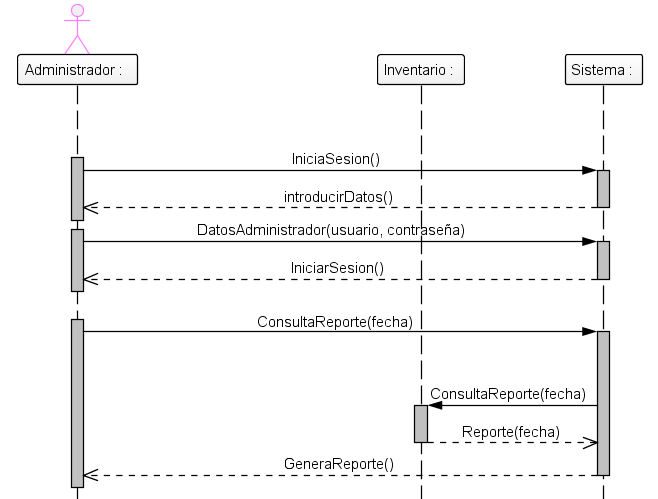 Administrador :
Inventario :
Sistema :
IniciaSesion()
introducirDatos()
DatosAdministrador(usuario, contraseña)
IniciarSesion()
ConsultaReporte(fecha)
ConsultaReporte(fecha)
Reporte(fecha)
GeneraReporte()